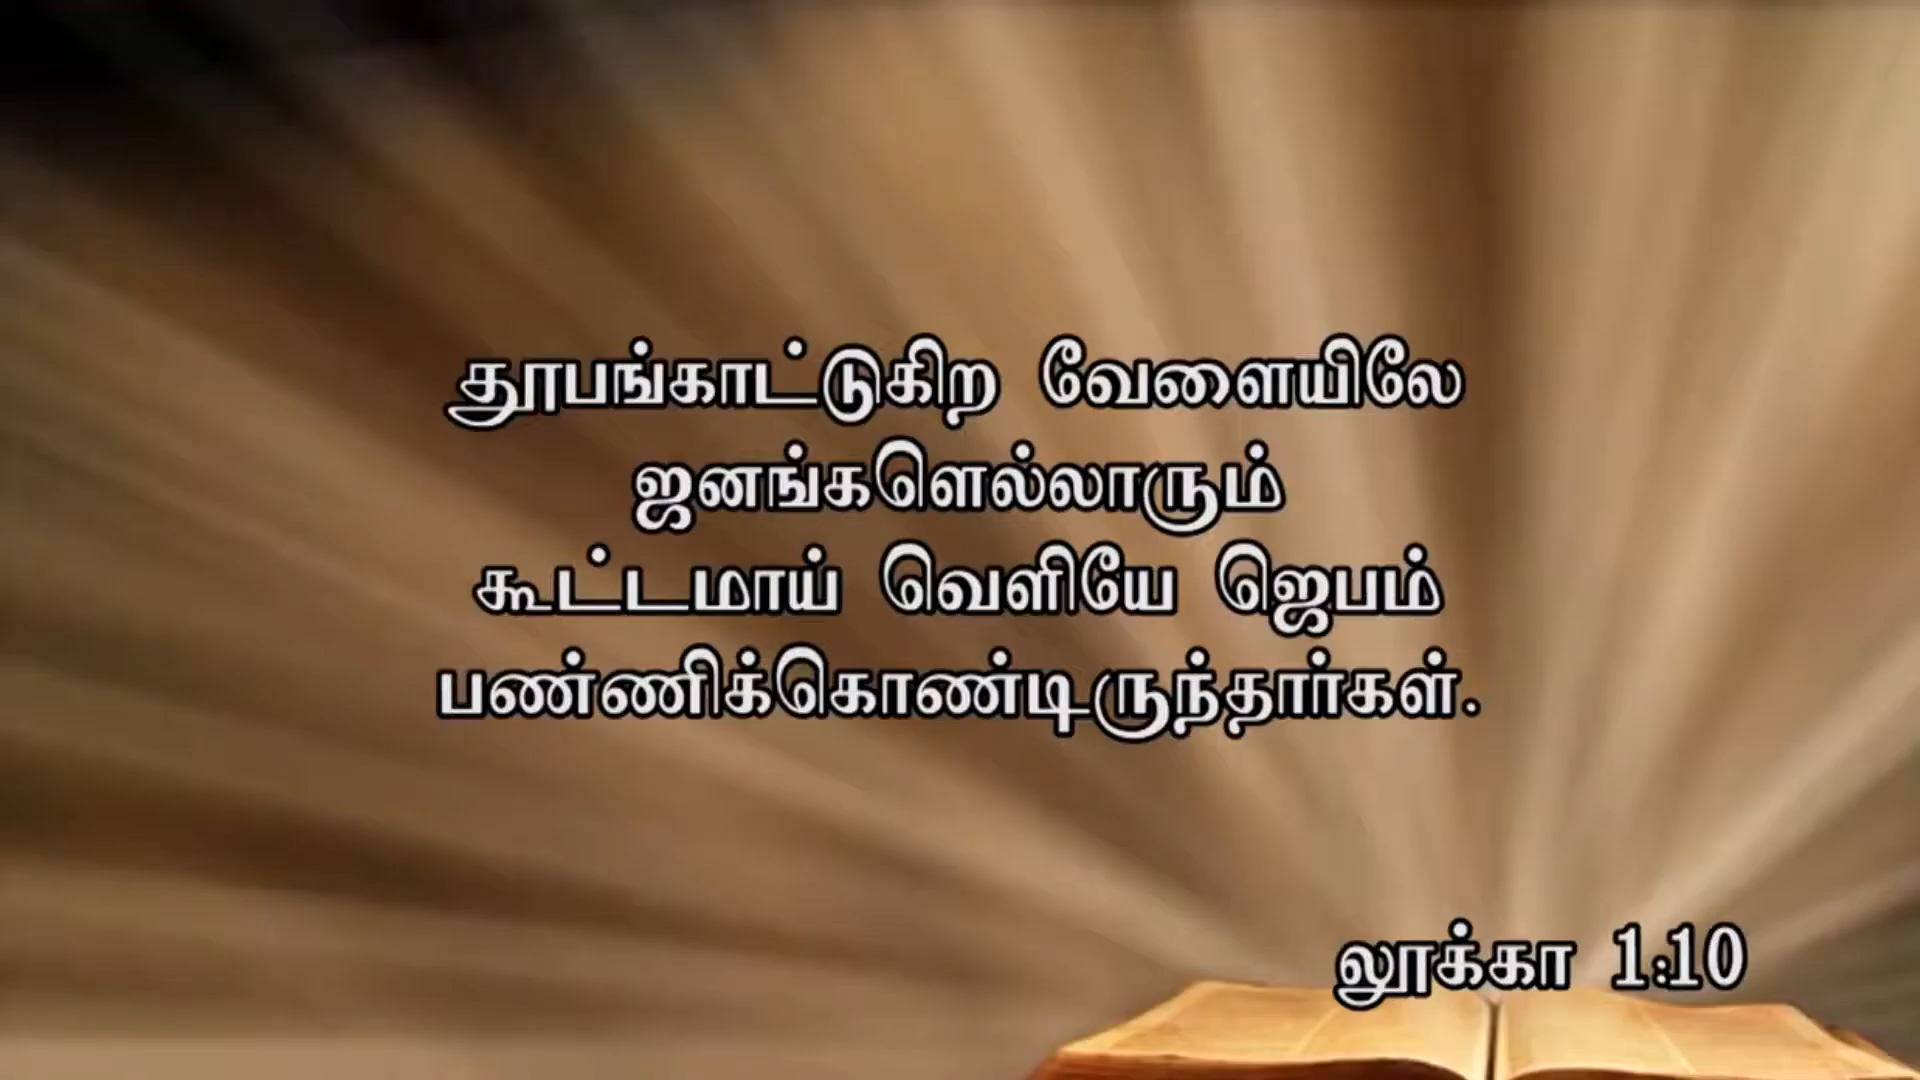 தூபங்காட்டுகிற வேளையிலே
ஜனங்களெல்லாரும்
கூட்டமாய் வெளியே ஜெபம்
பண்ணிக்கொண்டிருந்தார்கள்.
லூக்கா 1:10